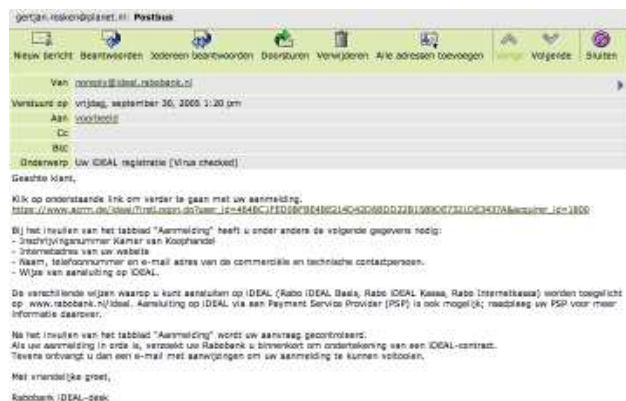 gertjan.resken@planet.nl: Postbus
Nieuw bericht Beantwoorden Iedereen beantwoorden Doorsturen Verwijderen Alle adressen toevoegen Vorige Volgende Sluiten
Van noreply@ideal.rabobank.nl
Verstuurd op vrijdag, september 30, 2005 1:20 pm
Aan voorbeeld
Cc
Bcc
Onderwerp Uw iDEAL registratie [Virus checked]
Geachte klant,
Klik op onderstaande link om verder te gaan met uw aanmelding.
Bij het invullen van het tabblad "Aanmelding" heeft u onder andere de volgende gegevens nodig:
- Inschrijvingsnummer Kamer van Koophandel
- Internetadres van uw website
- Naam, telefoonnummer en e-mail adres van de commerciële en technische contactpersoon.
- Wijze van aansluiting op iDEAL.
De verschillende wijzen waarop u kunt aansluiten op iDEAL (Rabo iDEAL Basis, Rabo iDEAL Kassa, Rabo Internetkassa) worden toegelicht
op www.rabobank.nl/ideal. Aansluiting op iDEAL via een Payment Service Provider (PSP) is ook mogelijk; raadpleeg uw PSP voor meer
informatie daarover.
Na het invullen van het tabblad "Aanmelding" wordt uw aanvraag gecontroleerd.
Als uw aanmelding in orde is, verzoekt uw Rabobank u binnenkort om ondertekening van een iDEAL-contract.
Tevens ontvangt u dan een e-mail met aanwijzingen om uw aanmelding te kunnen voltooien.
Met vriendelijke groet,
Rabobank iDEAL-desk